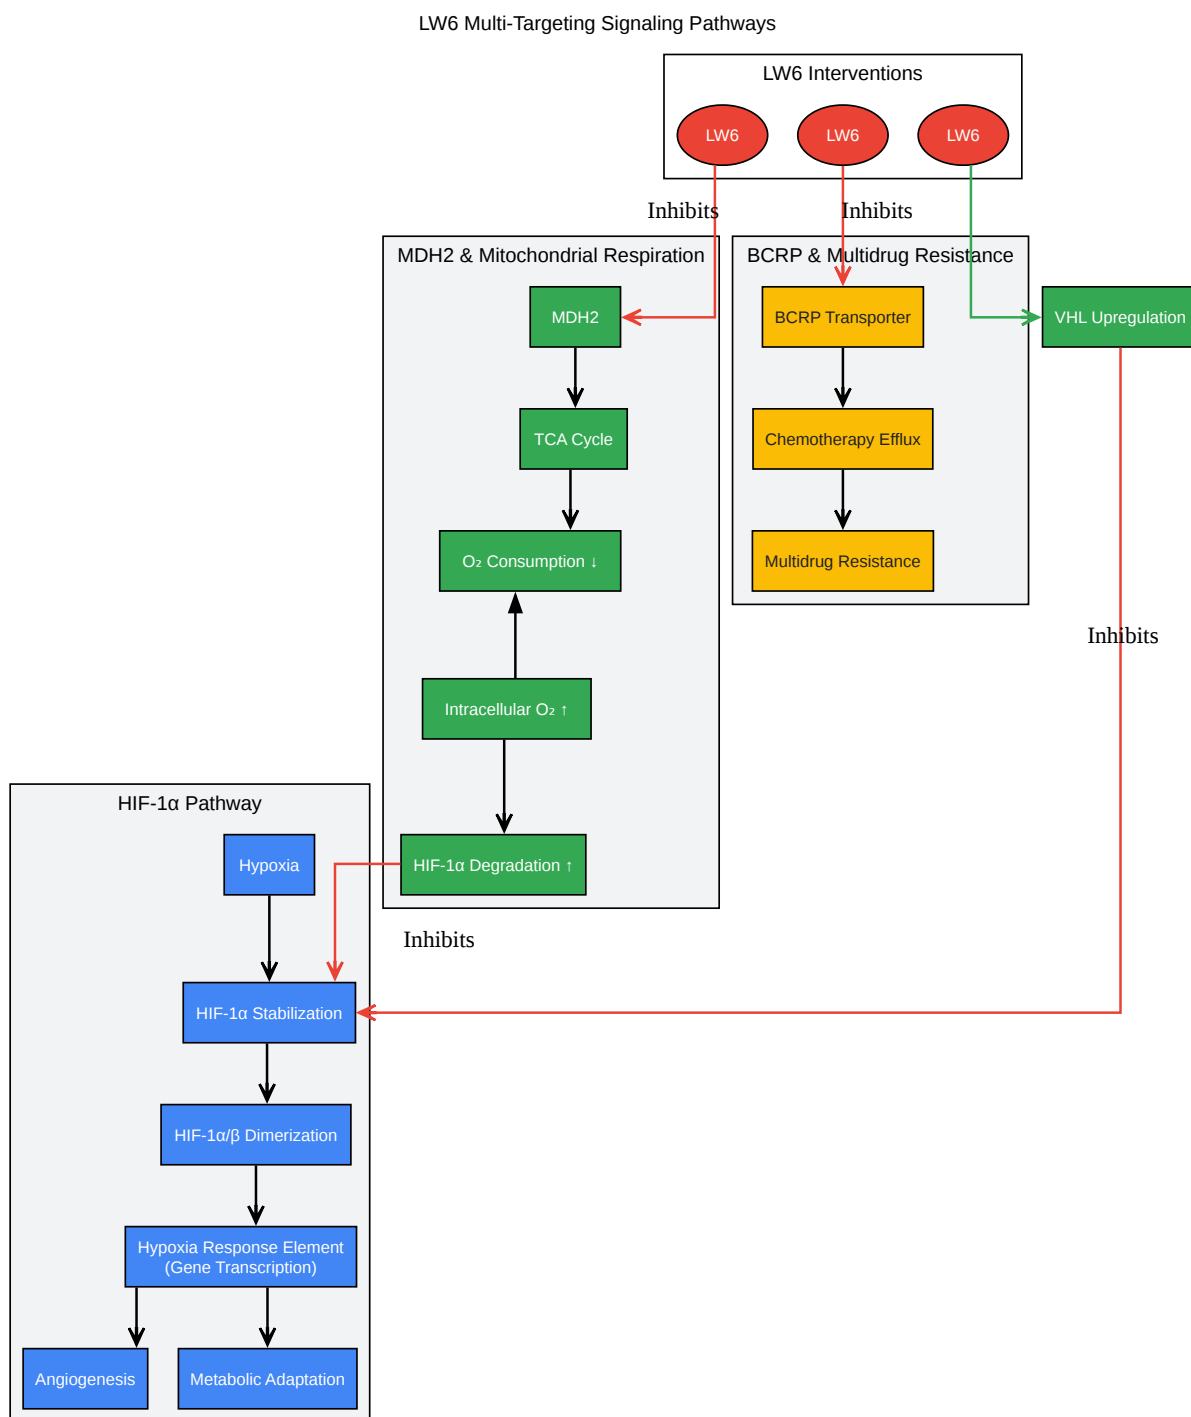 LW6 Multi-Targeting Signaling Pathways
LW6 Interventions
LW6
LW6
LW6
Inhibits
Inhibits
MDH2 & Mitochondrial Respiration
BCRP & Multidrug Resistance
MDH2
BCRP Transporter
VHL Upregulation
TCA Cycle
Chemotherapy Efflux
O₂ Consumption ↓
Multidrug Resistance
Inhibits
Intracellular O₂ ↑
HIF-1α Pathway
Hypoxia
HIF-1α Degradation ↑
Inhibits
HIF-1α Stabilization
HIF-1α/β Dimerization
Hypoxia Response Element
(Gene Transcription)
Angiogenesis
Metabolic Adaptation